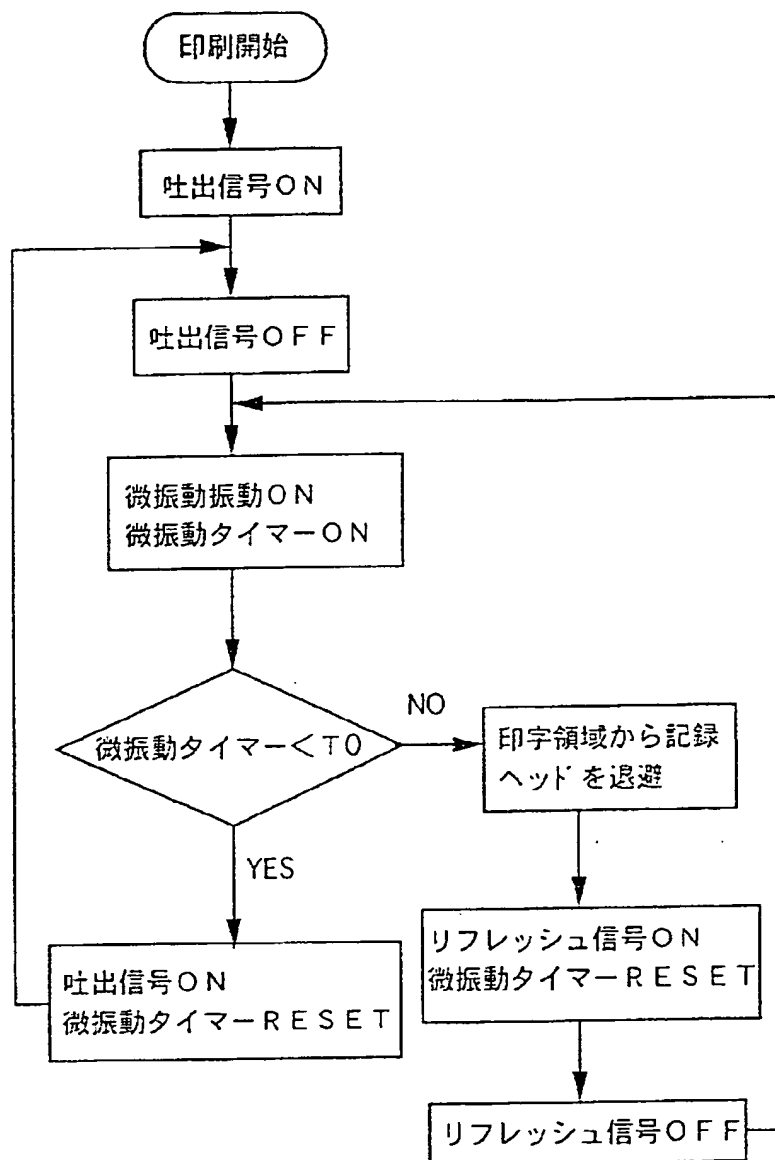 印刷開始
吐出信号ON
吐出信号OFF
微振動振動ON
微振動タイマーON
微振動タイマー<T0
NO
印字領域から記録
ヘッドを退避
YES
リフレッシュ信号ON
微振動タイマーRESET
吐出信号ON
微振動タイマーRESET
リフレッシュ信号OFF